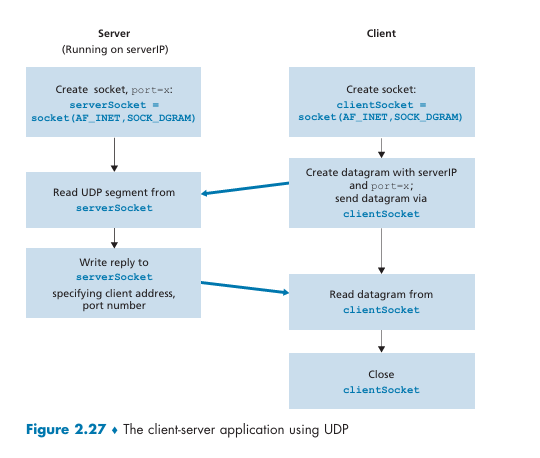 Server
(Running on serverIP)
Create socket, port=x:
serverSocket =
socket(AF_INET,SOCK_DGRAM)
Read UDP segment from
serverSocket
Write reply to
serverSocket
specifying client address,
port number
Client
Create socket:
clientSocket =
socket(AF_INET,SOCK_DGRAM)
Create datagram with serverIP
and port=x;
send datagram via
clientSocket
Read datagram from
clientSocket
Close
clientSocket
Figure 2.27 ♦ The client-server application using UDP